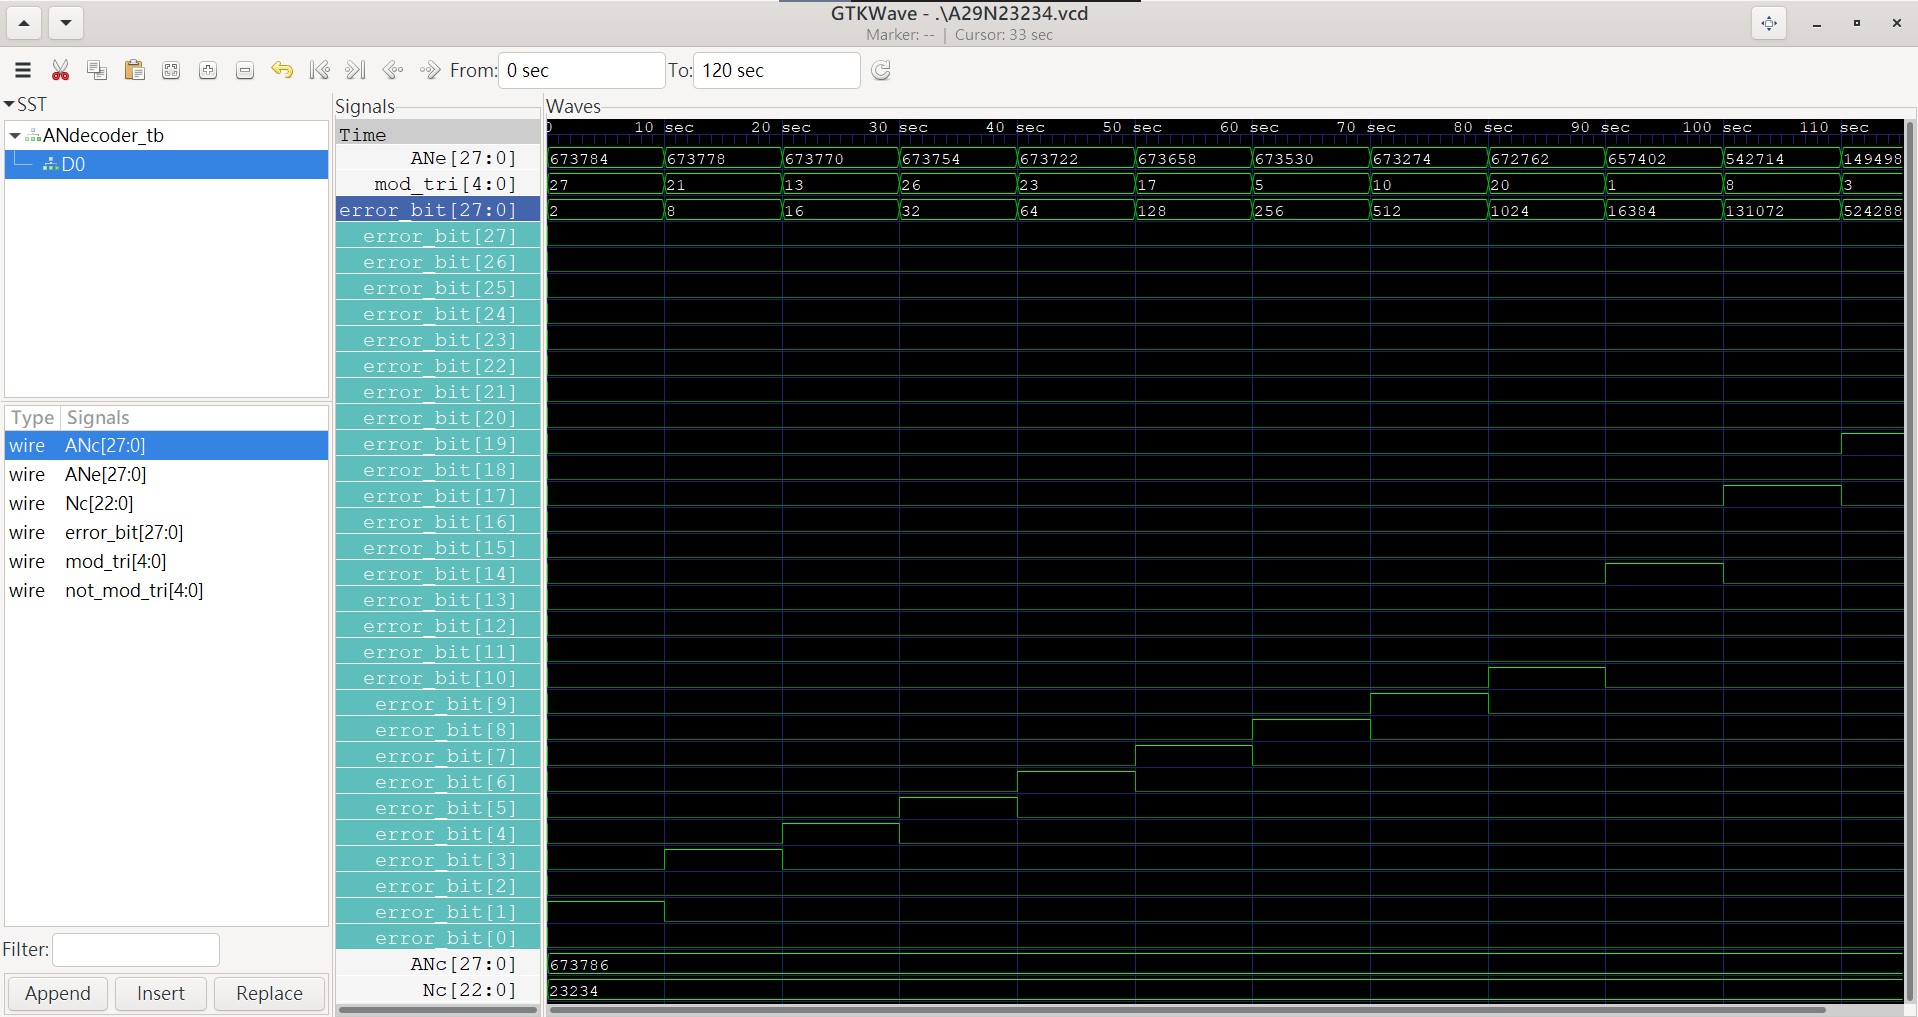 GTKWave - .\A29N23234.vcd
Marker: -- | Cursor: 33 sec
From: 0 sec To: 120 sec
SST
ANdecoder_tb
D0
Type Signals
wire ANc[27:0]
wire ANe[27:0]
wire Nc[22:0]
wire error_bit[27:0]
wire mod_tri[4:0]
wire not_mod_tri[4:0]
Filter:
Append Insert Replace
Signals
Time
ANe[27:0]
mod_tri[4:0]
error_bit[27:0]
error_bit[27]
error_bit[26]
error_bit[25]
error_bit[24]
error_bit[23]
error_bit[22]
error_bit[21]
error_bit[20]
error_bit[19]
error_bit[18]
error_bit[17]
error_bit[16]
error_bit[15]
error_bit[14]
error_bit[13]
error_bit[12]
error_bit[11]
error_bit[10]
error_bit[9]
error_bit[8]
error_bit[7]
error_bit[6]
error_bit[5]
error_bit[4]
error_bit[3]
error_bit[2]
error_bit[1]
error_bit[0]
ANc[27:0]
Nc[22:0]
Waves
0 10 sec 20 sec 30 sec 40 sec 50 sec 60 sec 70 sec 80 sec 90 sec 100 sec 110 sec
673784 673778 673770 673754 673722 673658 673530 673274 672762 657402 542714 149498
27 21 13 26 23 17 5 10 20 1 8 3
2 8 16 32 64 128 256 512 1024 16384 131072 524288
673786
23234